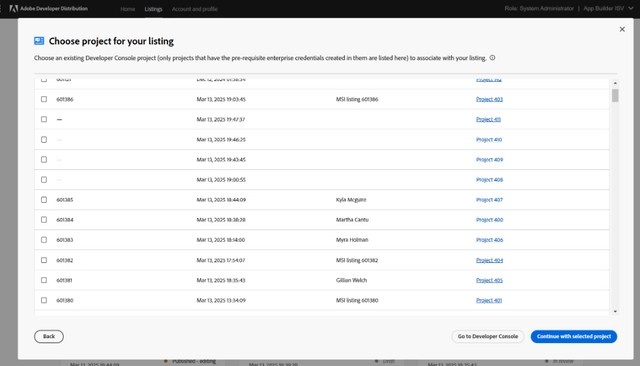 Adobe Developer Distribution Home Listings Account and profile Role: System Administrator App Builder ISV
Choose project for your listing
Choose an existing Developer Console project (only projects that have the pre-requisite enterprise credentials created in them are listed here) to associate with your listing.
601386 Mar 13, 2025 19:03:45 MSI listing 601386 Project 403
— Mar 13, 2025 19:47:37 Project 411
Mar 13, 2025 19:46:25 Project 410
Mar 13, 2025 19:43:45 Project 409
Mar 13, 2025 19:00:55 Project 408
601385 Mar 13, 2025 18:44:09 Kyla Mcguire Project 407
601384 Mar 13, 2025 18:38:28 Martha Cantu Project 400
601383 Mar 13, 2025 18:14:00 Myra Holman Project 406
601382 Mar 13, 2025 17:54:07 MSI listing 601382 Project 404
601381 Mar 13, 2025 18:35:43 Gillian Welch Project 405
601380 Mar 13, 2025 13:34:09 MSI listing 601380 Project 401
Back Go to Developer Console Continue with selected project
Published - editing Draft In review